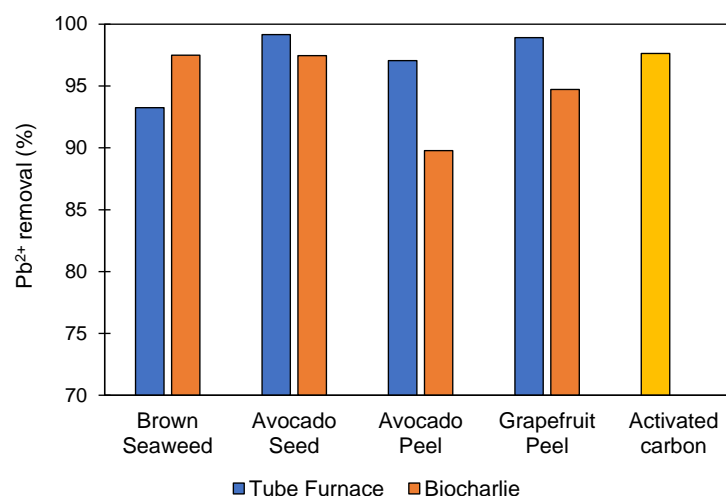 Pb²⁺ removal (%)
100
95
90
85
80
75
70
Brown Seaweed
Avocado Seed
Avocado Peel
Grapefruit Peel
Activated carbon
Tube Furnace
Biocharlie